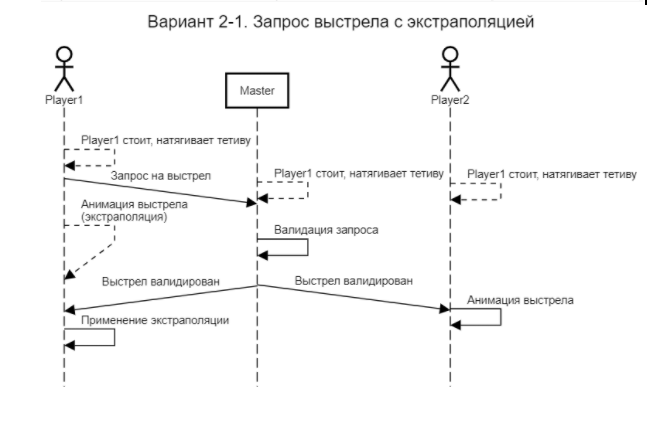 Вариант 2-1. Запрос выстрела с экстраполяцией
Player1
Master
Player2
Player1 стоит, натягивает тетиву
Запрос на выстрел
Player1 стоит, натягивает тетиву
Player1 стоит, натягивает тетиву
Анимация выстрела
(экстраполяция)
Валидация запроса
Выстрел валидирован
Выстрел валидирован
Анимация выстрела
Применение экстраполяции